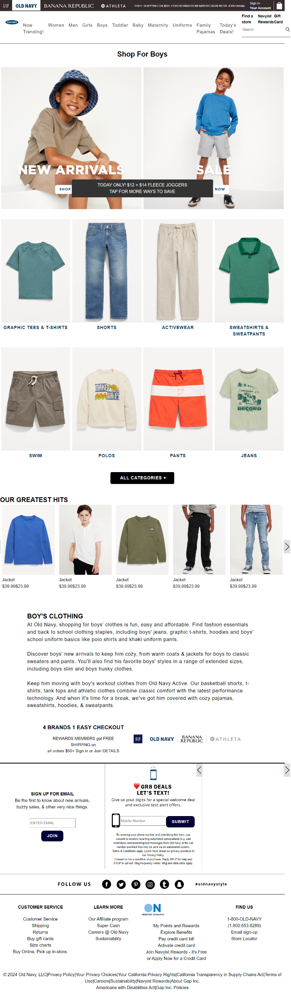 GAP OLD NAVY BANANA REPUBLIC ATHLETA FREE SHIPPING ON $50+ FOR REWARDS MEMBERS SIGN IN OR JOIN Details
Sign In
Your Account
OLD NAVY
Now Trending!
Women Men Girls Boys Toddler Baby Maternity Uniforms
Family Pajamas
Today's Deals!
Find a store
Navyist Rewards
Gift Card
Search
Shop For Boys
NEW ARRIVALS
SHOP
SALE
NOW
TODAY ONLY! $12 + $14 FLEECE JOGGERS
TAP FOR MORE WAYS TO SAVE
GRAPHIC TEES & T-SHIRTS
SHORTS
ACTIVEWEAR
SWEATSHIRTS &
SWEATPANTS
MAKE
WAVES
RECORD
SWIM
POLOS
PANTS
JEANS
ALL CATEGORIES +
OUR GREATEST HITS
Jacket
$39.99$23.99
Jacket
$39.99$23.99
Jacket
$39.99$23.99
Jacket
$39.99$23.99
Jacket
$39.99$23.99
BOY'S CLOTHING
At Old Navy, shopping for boys' clothes is fun, easy and affordable. Find fashion essentials
and back to school clothing staples, including boys' jeans, graphic t-shirts, hoodies and boys'
school uniform basics like polo shirts and khaki uniform pants.
Discover boys' new arrivals to keep him cozy, from warm coats & jackets for boys to classic
sweaters and pants. You'll also find his favorite boys' styles in a range of extended sizes,
including boys slim and boys husky clothes.
Keep him moving with boy's workout clothes from Old Navy Active. Our basketball shorts, t-
shirts, tank tops and athletic clothes combine classic comfort with the latest performance
technology. And when it's time for a break, we've got him covered with cozy pajamas,
sweatshirts, hoodies, & sweatpants.
4 BRANDS 1 EASY CHECKOUT
REWARDS MEMBERS get FREE
SHIPPING on
all orders $50+ Sign in or Join DETAILS
GAP OLD NAVY BANANA REPUBLIC ATHLETA
SIGN UP FOR EMAIL
Be the first to know about new arrivals,
buzzy sales, & other very nice things.
ENTER EMAIL
JOIN
GR8 DEALS
LET'S TEXT!
Give us your digits for a special welcome deal
and exclusive text alert offers.
Mobile Number
SUBMIT
By entering your phone number and submitting this form, you
consent to receive recurring automated personalized (e.g. cart
reminders) and marketing text messages from Old Navy at the cell
number provided that may be sent via an automated system.
Terms & Conditions apply. Learn more about our privacy practices in
our Privacy Policy.
Consent is not a condition of purchase. Reply HELP for help and
STOP to opt out. Msg frequency varies. Msg and data rates apply.
FOLLOW US
#oldnavystyle
CUSTOMER SERVICE
Customer Service
Shipping
Returns
Buy gift cards
Size charts
Buy Online. Pick up in-store.
LEARN MORE
Our Affiliate program
Super Cash
Careers @ Old Navy
Sustainability
ON
NAVYIST REWARDS
My Points and Rewards
Explore Benefits
Pay credit card bill
Activate credit card
Join Navyist Rewards - it's Free
or Apply Now for a Credit Card
FIND US
1-800-OLD-NAVY
(1.800.653.6289)
Email sign-up
Store Locator
© 2024 Old Navy, LLC|Privacy Policy|Your Privacy Choices|Your California Privacy Rights|California Transparency in Supply Chains Act|Terms of
Use|Careers|Sustainability|Navyist Rewards|About Gap Inc.
Americans with Disabilities Act|Gap Inc. Policies